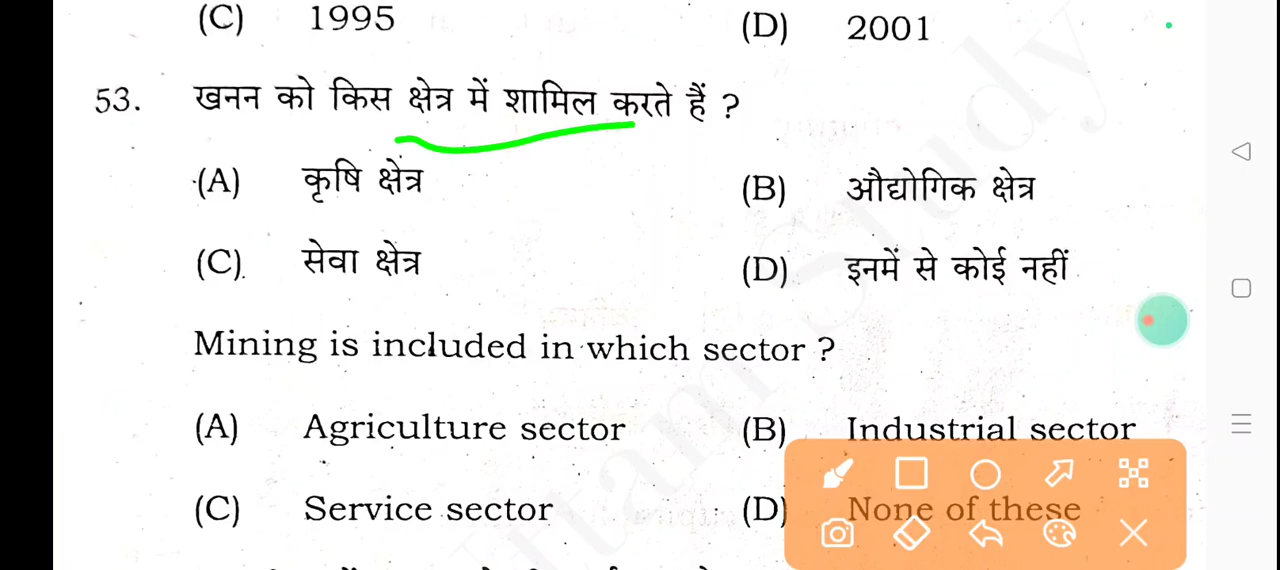 (C) 1995 (D) 2001
53. खनन को किस क्षेत्र में शामिल करते हैं ?
(A) कृषि क्षेत्र (B) औद्योगिक क्षेत्र
(C) सेवा क्षेत्र (D) इनमें से कोई नहीं
Mining is included in which sector ?
(A) Agriculture sector (B) Industrial sector
(C) Service sector (D) None of these